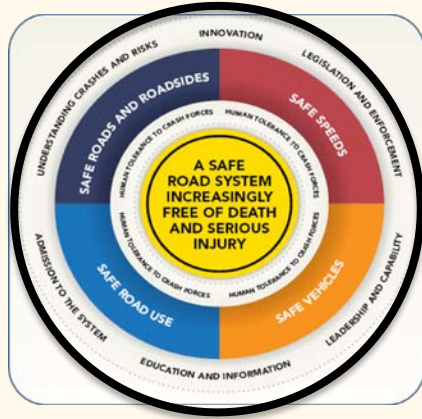 INNOVATION
LEGISLATION AND ENFORCEMENT
LEADERSHIP AND CAPABILITY
EDUCATION AND INFORMATION
ADMISSION TO THE SYSTEM
UNDERSTANDING CRASHES AND RISKS
SAFE ROADS AND ROADSIDES
SAFE SPEEDS
SAFE VEHICLES
SAFE ROAD USE
HUMAN TOLERANCE TO CRASH FORCES
HUMAN TOLERANCE TO CRASH FORCES
HUMAN TOLERANCE TO CRASH FORCES
HUMAN TOLERANCE TO CRASH FORCES
A SAFE
ROAD SYSTEM
INCREASINGLY
FREE OF DEATH
AND SERIOUS
INJURY